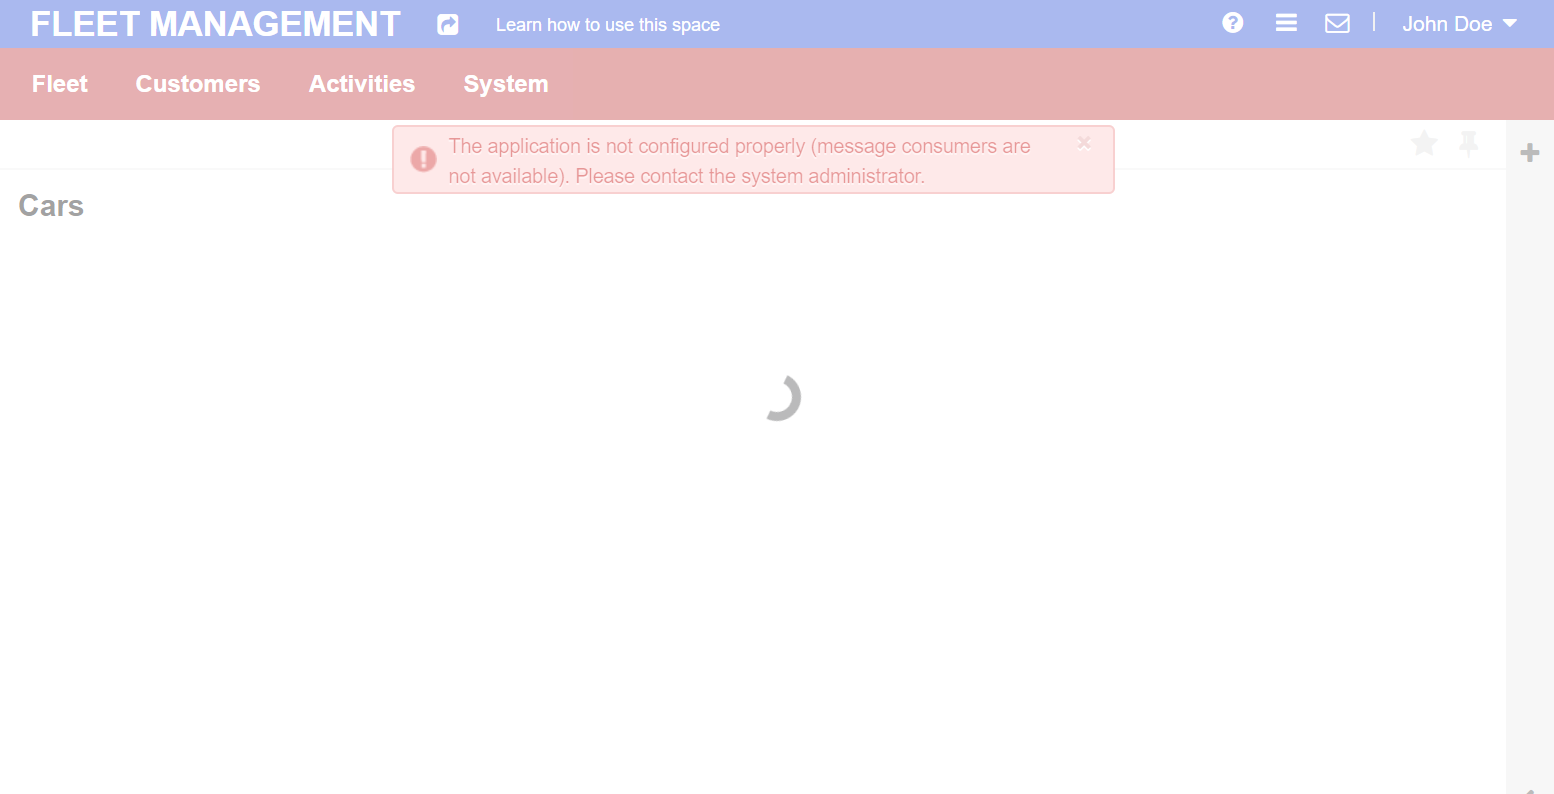 FLEET MANAGEMENT Learn how to use this space John Doe
Fleet Customers Activities System
The application is not configured properly (message consumers are
not available). Please contact the system administrator.
Cars